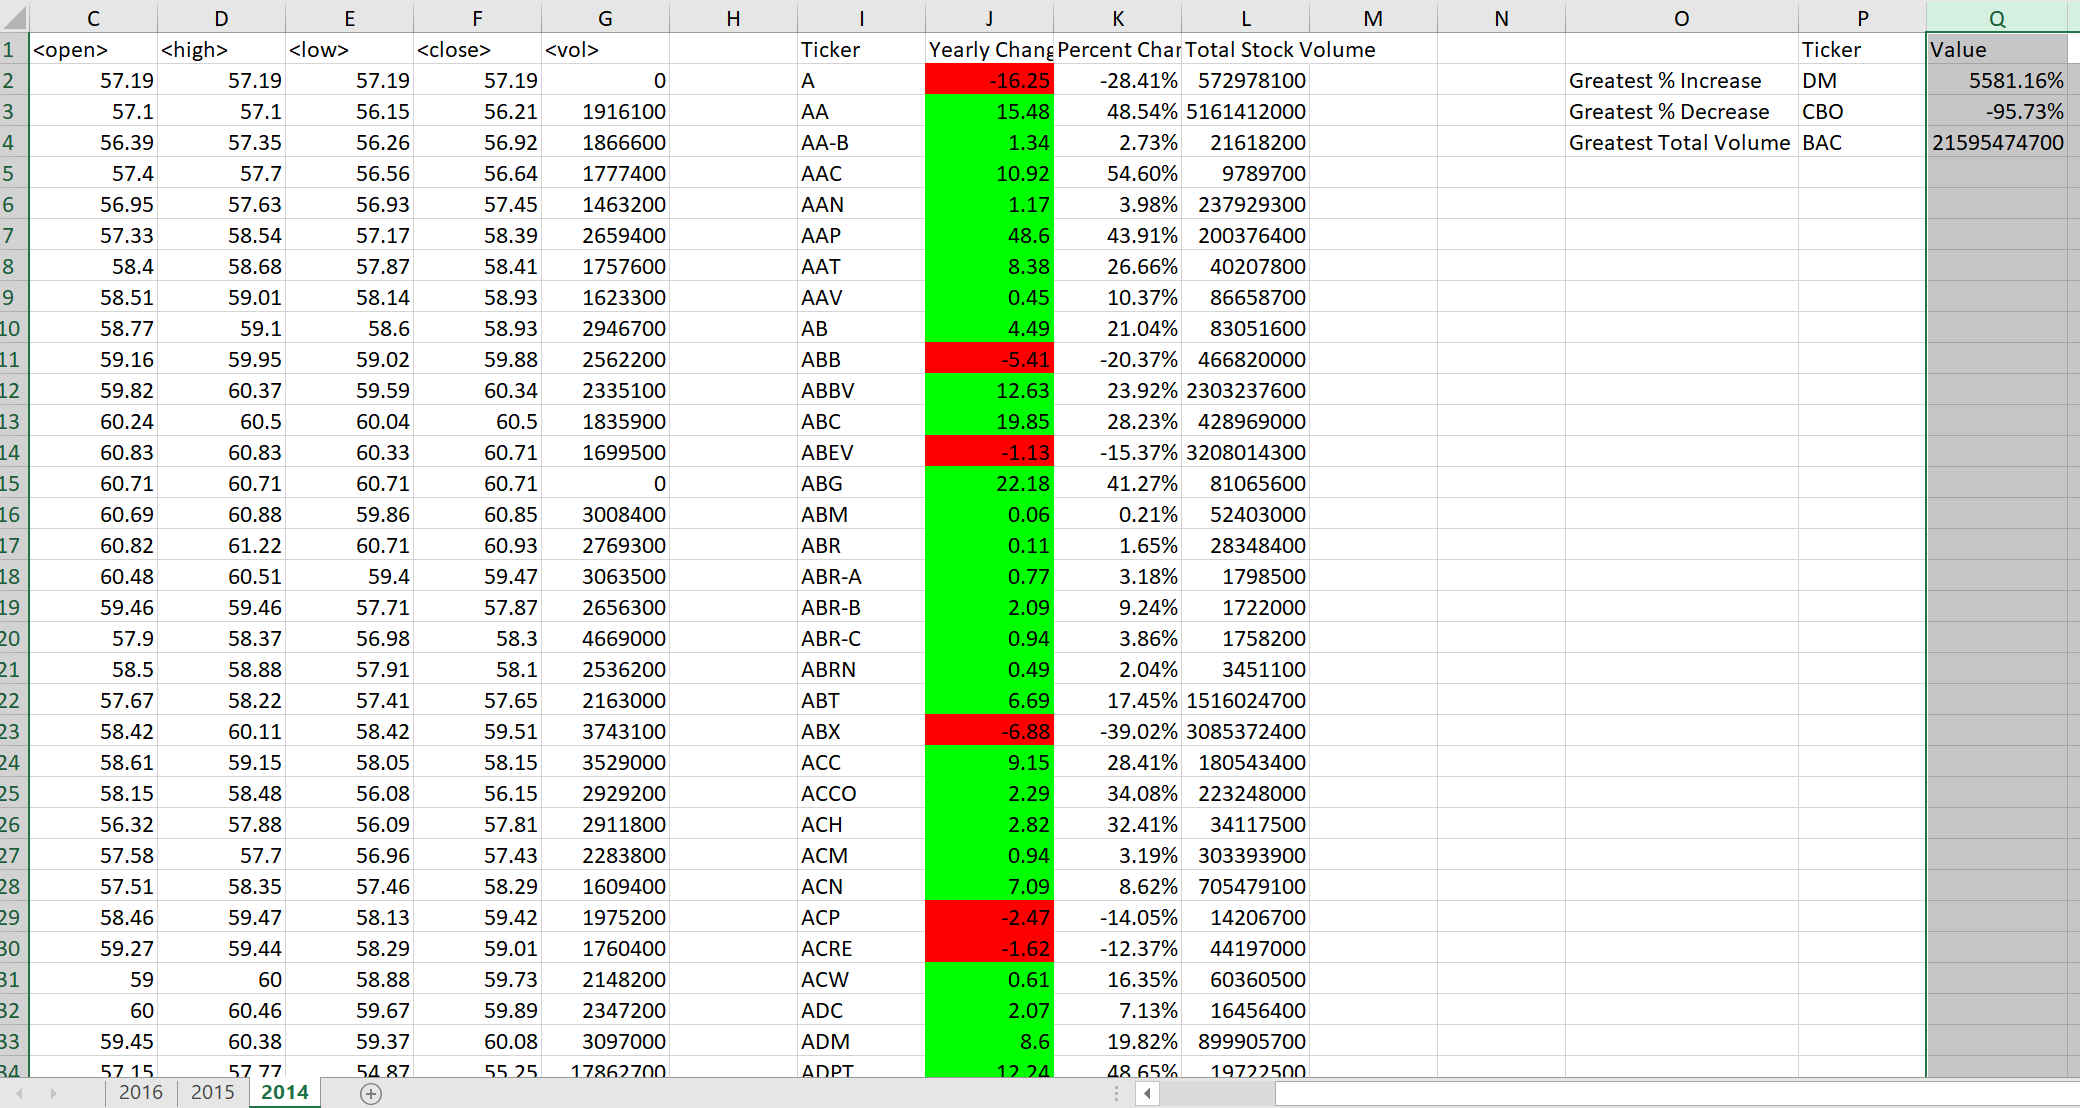 C D E F G H I J K L M N O P Q
1 <open> <high> <low> <close> <vol> Ticker Yearly Chang Percent Char Total Stock Volume Ticker Value
2 57.19 57.19 57.19 57.19 0 A -16.25 -28.41% 572978100 Greatest % Increase DM 5581.16%
3 57.1 57.1 56.15 56.21 1916100 AA 15.48 48.54% 5161412000 Greatest % Decrease CBO -95.73%
4 56.39 57.35 56.26 56.92 1866600 AA-B 1.34 2.73% 21618200 Greatest Total Volume BAC 21595474700
5 57.4 57.7 56.56 56.64 1777400 AAC 10.92 54.60% 9789700
6 56.95 57.63 56.93 57.45 1463200 AAN 1.17 3.98% 237929300
7 57.33 58.54 57.17 58.39 2659400 AAP 48.6 43.91% 200376400
8 58.4 58.68 57.87 58.41 1757600 AAT 8.38 26.66% 40207800
9 58.51 59.01 58.14 58.93 1623300 AAV 0.45 10.37% 86658700
10 58.77 59.1 58.6 58.93 2946700 AB 4.49 21.04% 83051600
11 59.16 59.95 59.02 59.88 2562200 ABB -5.41 -20.37% 466820000
12 59.82 60.37 59.59 60.34 2335100 ABBV 12.63 23.92% 2303237600
13 60.24 60.5 60.04 60.5 1835900 ABC 19.85 28.23% 428969000
14 60.83 60.83 60.33 60.71 1699500 ABEV -1.13 -15.37% 3208014300
15 60.71 60.71 60.71 60.71 0 ABG 22.18 41.27% 81065600
16 60.69 60.88 59.86 60.85 3008400 ABM 0.06 0.21% 52403000
17 60.82 61.22 60.71 60.93 2769300 ABR 0.11 1.65% 28348400
18 60.48 60.51 59.4 59.47 3063500 ABR-A 0.77 3.18% 1798500
19 59.46 59.46 57.71 57.87 2656300 ABR-B 2.09 9.24% 1722000
20 57.9 58.37 56.98 58.3 4669000 ABR-C 0.94 3.86% 1758200
21 58.5 58.88 57.91 58.1 2536200 ABRN 0.49 2.04% 3451100
22 57.67 58.22 57.41 57.65 2163000 ABT 6.69 17.45% 1516024700
23 58.42 60.11 58.42 59.51 3743100 ABX -6.88 -39.02% 3085372400
24 58.61 59.15 58.05 58.15 3529000 ACC 9.15 28.41% 180543400
25 58.15 58.48 56.08 56.15 2929200 ACCO 2.29 34.08% 223248000
26 56.32 57.88 56.09 57.81 2911800 ACH 2.82 32.41% 34117500
27 57.58 57.7 56.96 57.43 2283800 ACM 0.94 3.19% 303393900
28 57.51 58.35 57.46 58.29 1609400 ACN 7.09 8.62% 705479100
29 58.46 59.47 58.13 59.42 1975200 ACP -2.47 -14.05% 14206700
30 59.27 59.44 58.29 59.01 1760400 ACRE -1.62 -12.37% 44197000
31 59 60 58.88 59.73 2148200 ACW 0.61 16.35% 60360500
32 60 60.46 59.67 59.89 2347200 ADC 2.07 7.13% 16456400
33 59.45 60.38 59.37 60.08 3097000 ADM 8.6 19.82% 899905700
34 57.15 57.77 54.87 55.25 17862700 ADPT 12.24 48.65% 19722500
2016 2015 2014